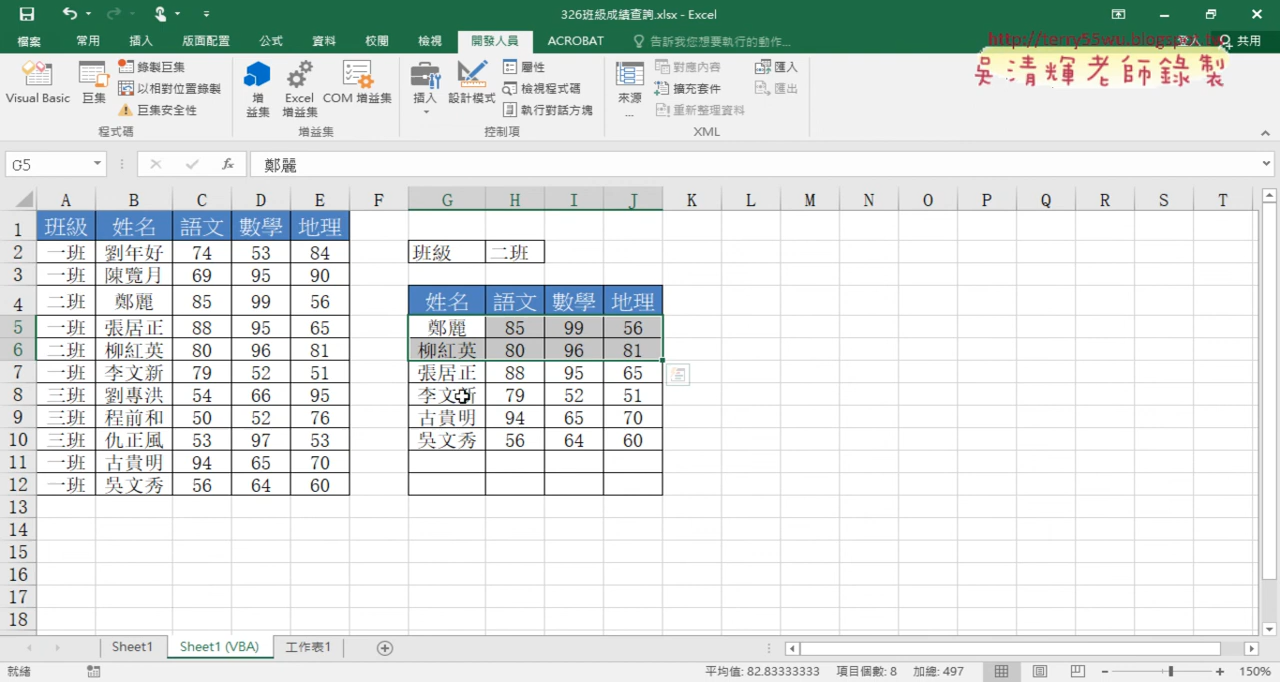 326班級成績查詢.xlsx - Excel
檔案 常用 插入 版面配置 公式 資料 校閱 檢視 開發人員 ACROBAT 告訴我您想要執行的動作... 登入 共用
http://terry55wu.blogspot.tw
吳清輝老師錄製
Visual Basic 巨集 錄製巨集 以相對位置錄製 巨集安全性 程式碼
增益集 Excel 增益集 COM 增益集 增益集
插入 設計模式 屬性 檢視程式碼 執行對話方塊 控制項
來源... 對應內容 擴充套件 重新整理資料 匯入 匯出 XML
G5 fx 鄭麗
A B C D E F G H I J K L M N O P Q R S T
1 班級 姓名 語文 數學 地理
2 一班 劉年好 74 53 84 班級 二班
3 一班 陳覽月 69 95 90
4 二班 鄭麗 85 99 56 姓名 語文 數學 地理
5 一班 張居正 88 95 65 鄭麗 85 99 56
6 二班 柳紅英 80 96 81 柳紅英 80 96 81
7 一班 李文新 79 52 51 張居正 88 95 65
8 三班 劉專洪 54 66 95 李文新 79 52 51
9 三班 程前和 50 52 76 古貴明 94 65 70
10 三班 仇正風 53 97 53 吳文秀 56 64 60
11 一班 古貴明 94 65 70
12 一班 吳文秀 56 64 60
13
14
15
16
17
18
Sheet1 Sheet1 (VBA) 工作表1
就緒 平均值: 82.83333333 項目個數: 8 加總: 497 150%